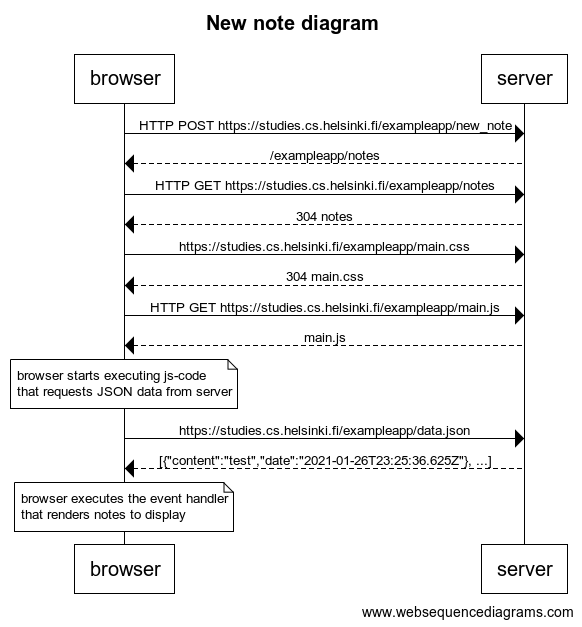 New note diagram
browser
server
HTTP POST https://studies.cs.helsinki.fi/exampleapp/new_note
/exampleapp/notes
HTTP GET https://studies.cs.helsinki.fi/exampleapp/notes
304 notes
https://studies.cs.helsinki.fi/exampleapp/main.css
304 main.css
HTTP GET https://studies.cs.helsinki.fi/exampleapp/main.js
main.js
browser starts executing js-code
that requests JSON data from server
https://studies.cs.helsinki.fi/exampleapp/data.json
[{"content":"test","date":"2021-01-26T23:25:36.625Z"}, ...]
browser executes the event handler
that renders notes to display
browser
server
www.websequencediagrams.com